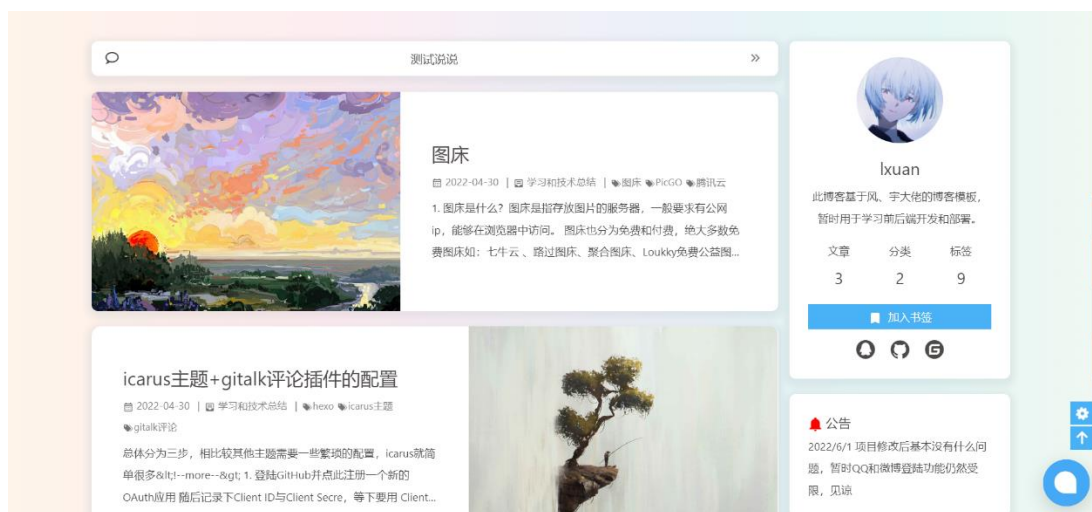 测试说说
图床
2022-04-30 | 学习和技术总结 | 图床 PicGO 腾讯云
1. 图床是什么？图床是指存放图片的服务器，一般要求有公网
ip，能够在浏览器中访问。 图床也分为免费和付费，绝大多数免
费图床如：七牛云 、路过图床、聚合图床、Loukky免费公益图...
icarus主题+gitalk评论插件的配置
2022-04-30 | 学习和技术总结 | hexo icarus主题
gitalk评论
总体分为三步，相比较其他主题需要一些繁琐的配置，icarus就简
单很多&lt;!--more--&gt; 1. 登陆GitHub并点此注册一个新的
OAuth应用 随后记录下Client ID与Client Secre，等下要用 Client...
lxuan
此博客基于风、宇大佬的博客模板，
暂时用于学习前后端开发和部署。
文章 分类 标签
3 2 9
加入书签
公告
2022/6/1 项目修改后基本没有什么问
题，暂时QQ和微博登陆功能仍然受
限，见谅